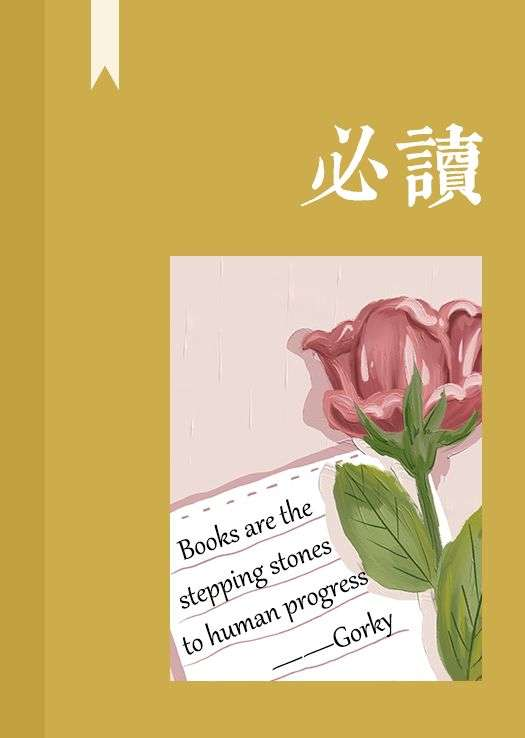 必讀
Books are the
stepping stones
to human progress
——Gorky